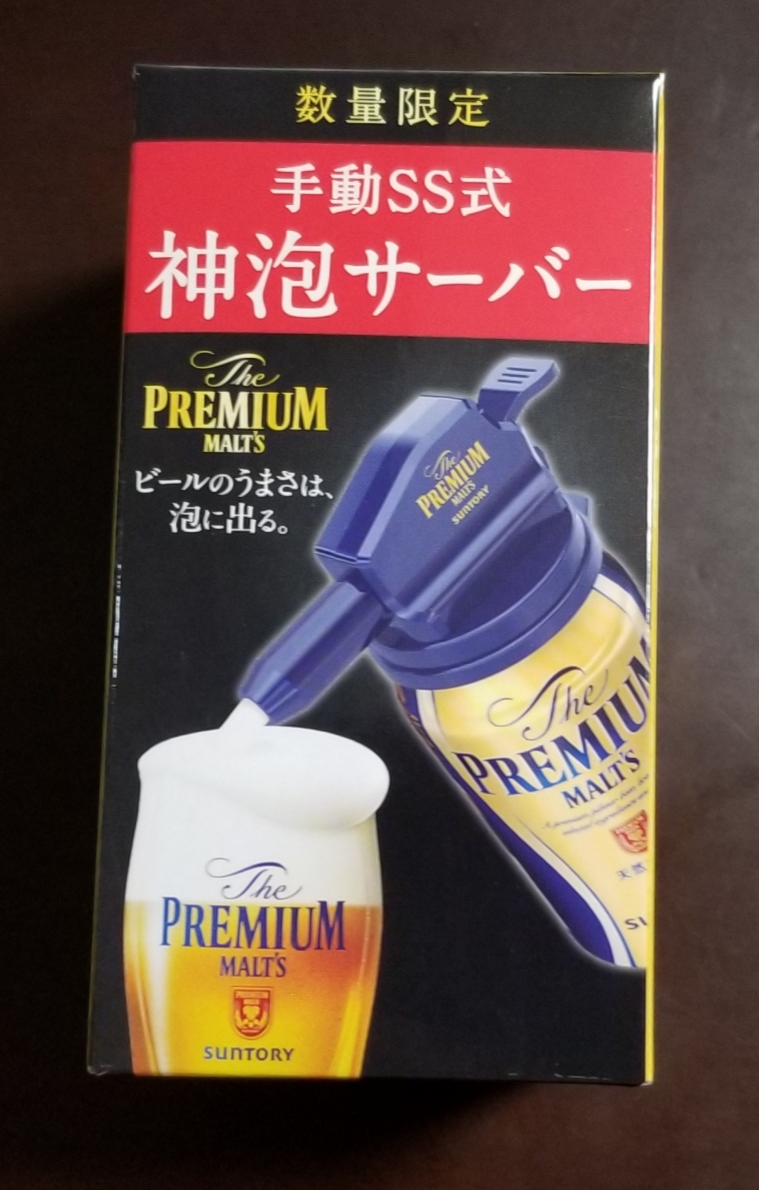 数量限定
手動SS式
神泡サーバー
The
PREMIUM
MALT'S
ビールのうまさは、
泡に出る。
The
PREMIUM
MALT'S
SUNTORY
The
PREMIUM
MALT'S
天然
The
PREMIUM
MALT'S
SUNTORY